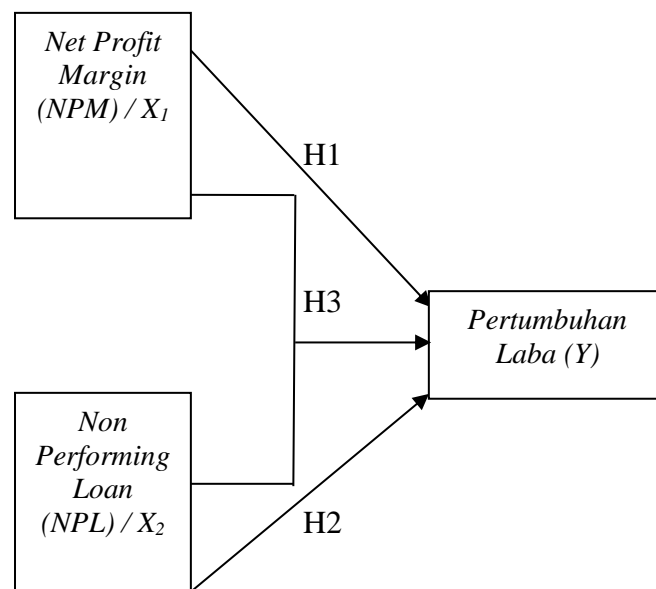 Net Profit
Margin
(NPM) / X₁
H1
H3
Pertumbuhan
Laba (Y)
Non
Performing
Loan
(NPL) / X₂
H2